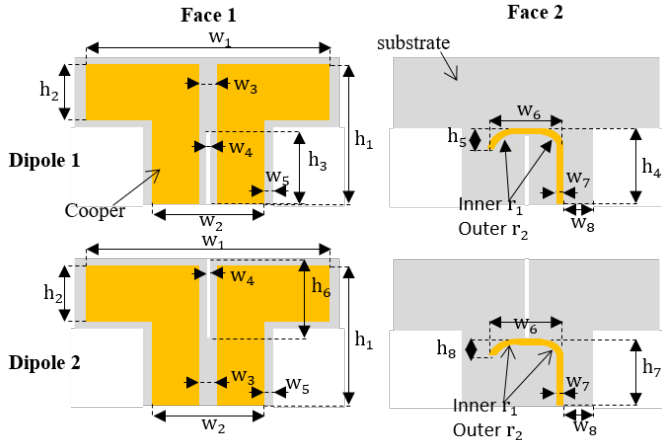 Face 1
Face 2
w₁
substrate
h₂
w₃
w₆
h₅
h₁
w₄
h₃
h₄
Dipole 1
w₅
w₇
Cooper
Inner r₁
w₂
Outer r₂
w₈
w₁
h₂
w₄
h₆
w₆
h₁
h₈
h₇
Dipole 2
w₃
w₅
w₇
w₂
Inner r₁
w₈
Outer r₂